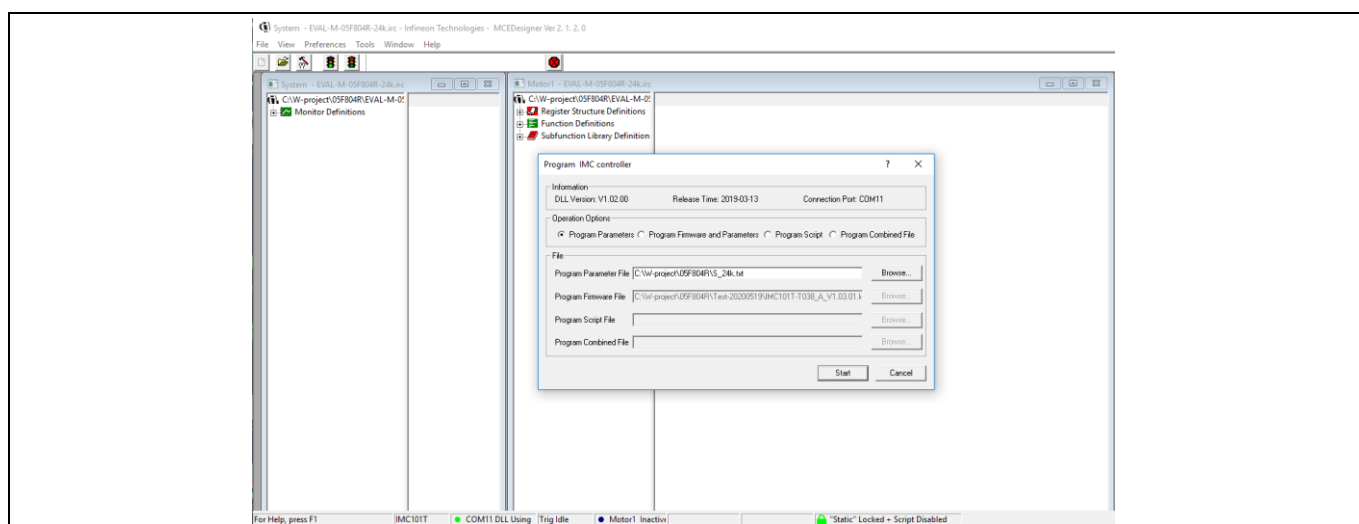 System - EVAL-M-05F804R-24k.irc - Infineon Technologies - MCEDesigner Ver 2, 1, 2, 0
File View Preferences Tools Window Help
System - EVAL-M-05F804R-24k.irc
Motor1 - EVAL-M-05F804R-24k.irc
C:\W-project\05F804R\EVAL-M-05
Monitor Definitions
C:\W-project\05F804R\EVAL-M-05
Register Structure Definitions
Function Definitions
Subfunction Library Definition
Program IMC controller
Information
DLL Version: V1.02.00 Release Time: 2019-03-13 Connection Port: COM11
Operation Options
Program Parameters Program Firmware and Parameters Program Script Program Combined File
File
Program Parameter File C:\W-project\05F804R\S_24k.txt Browse...
Program Firmware File C:\W-project\05F804R\Test-20200519\IMC101T-T038_A_V1.03.01.l Browse...
Program Script File Browse...
Program Combined File Browse...
Start Cancel
For Help, press F1 IMC101T COM11 DLL Using Trig Idle Motor1 Inactive "Static" Locked + Script Disabled